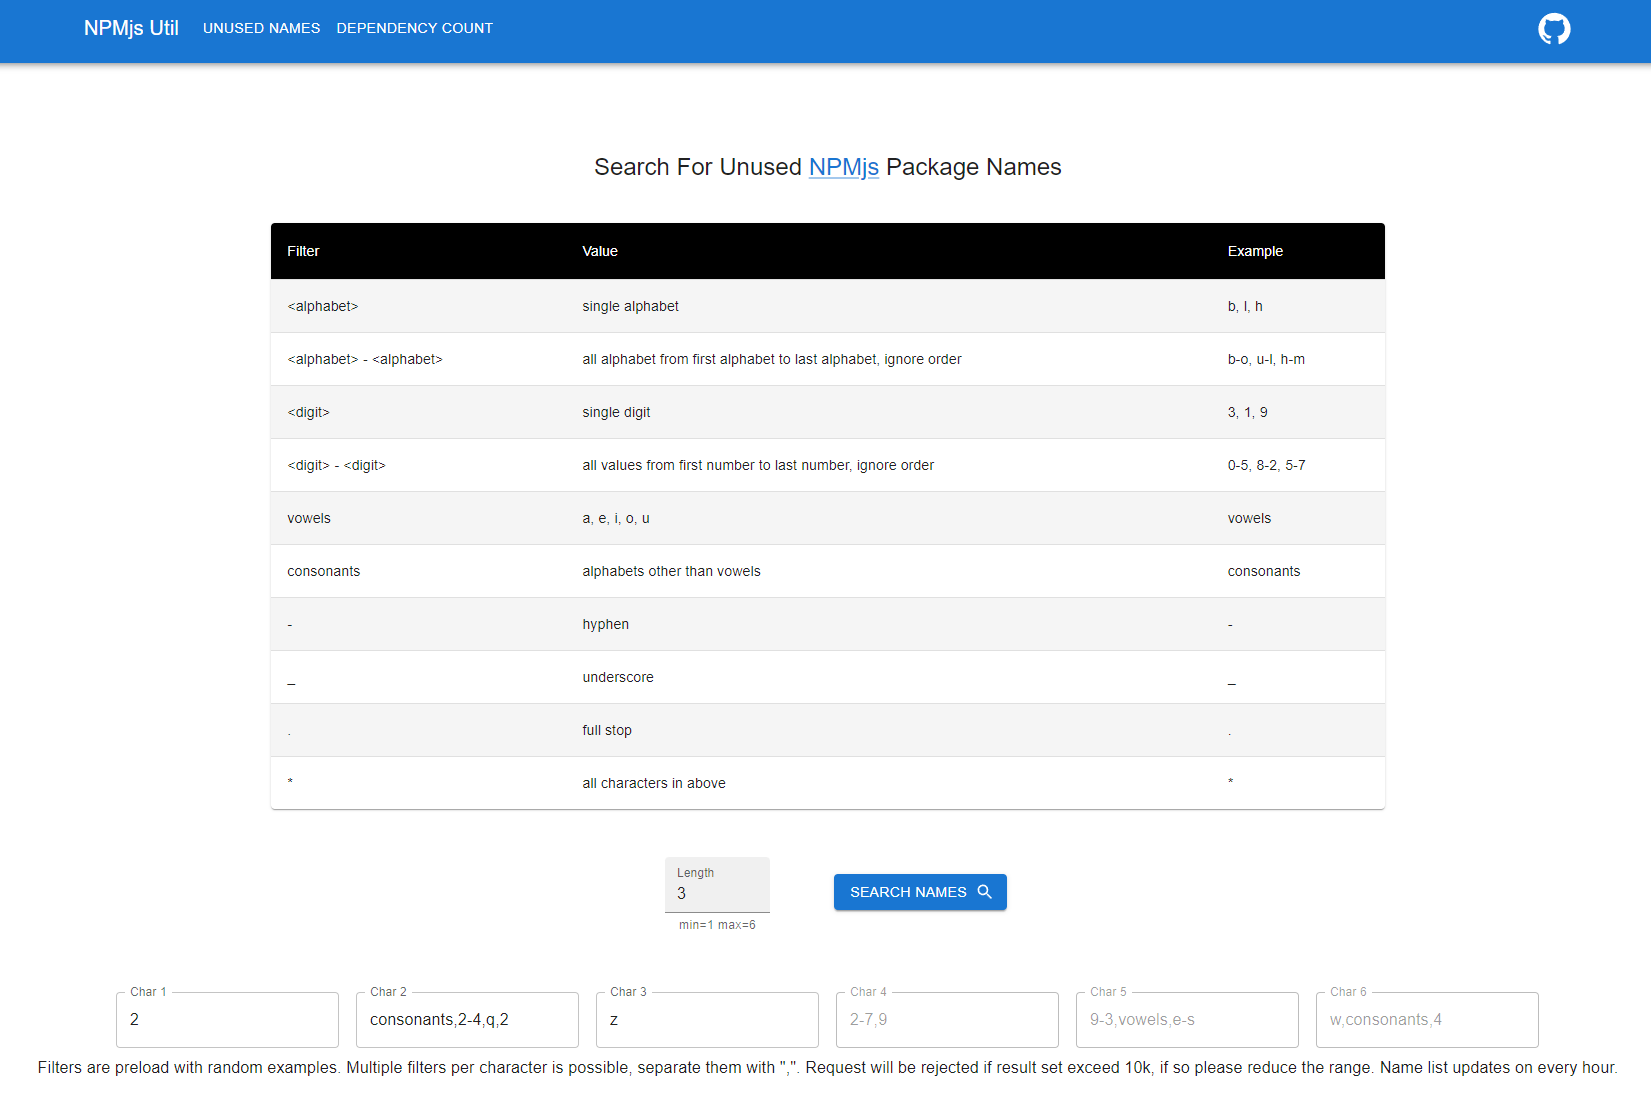 NPMjs Util UNUSED NAMES DEPENDENCY COUNT
Search For Unused NPMjs Package Names
Filter Value Example
<alphabet> single alphabet b, l, h
<alphabet> - <alphabet> all alphabet from first alphabet to last alphabet, ignore order b-o, u-l, h-m
<digit> single digit 3, 1, 9
<digit> - <digit> all values from first number to last number, ignore order 0-5, 8-2, 5-7
vowels a, e, i, o, u vowels
consonants alphabets other than vowels consonants
- hyphen -
_ underscore _
. full stop .
* all characters in above *
Length
3 SEARCH NAMES
min=1 max=6
Char 1 Char 2 Char 3 Char 4 Char 5 Char 6
2 consonants,2-4,q,2 z 2-7,9 9-3,vowels,e-s w,consonants,4
Filters are preload with random examples. Multiple filters per character is possible, separate them with ",". Request will be rejected if result set exceed 10k, if so please reduce the range. Name list updates on every hour.